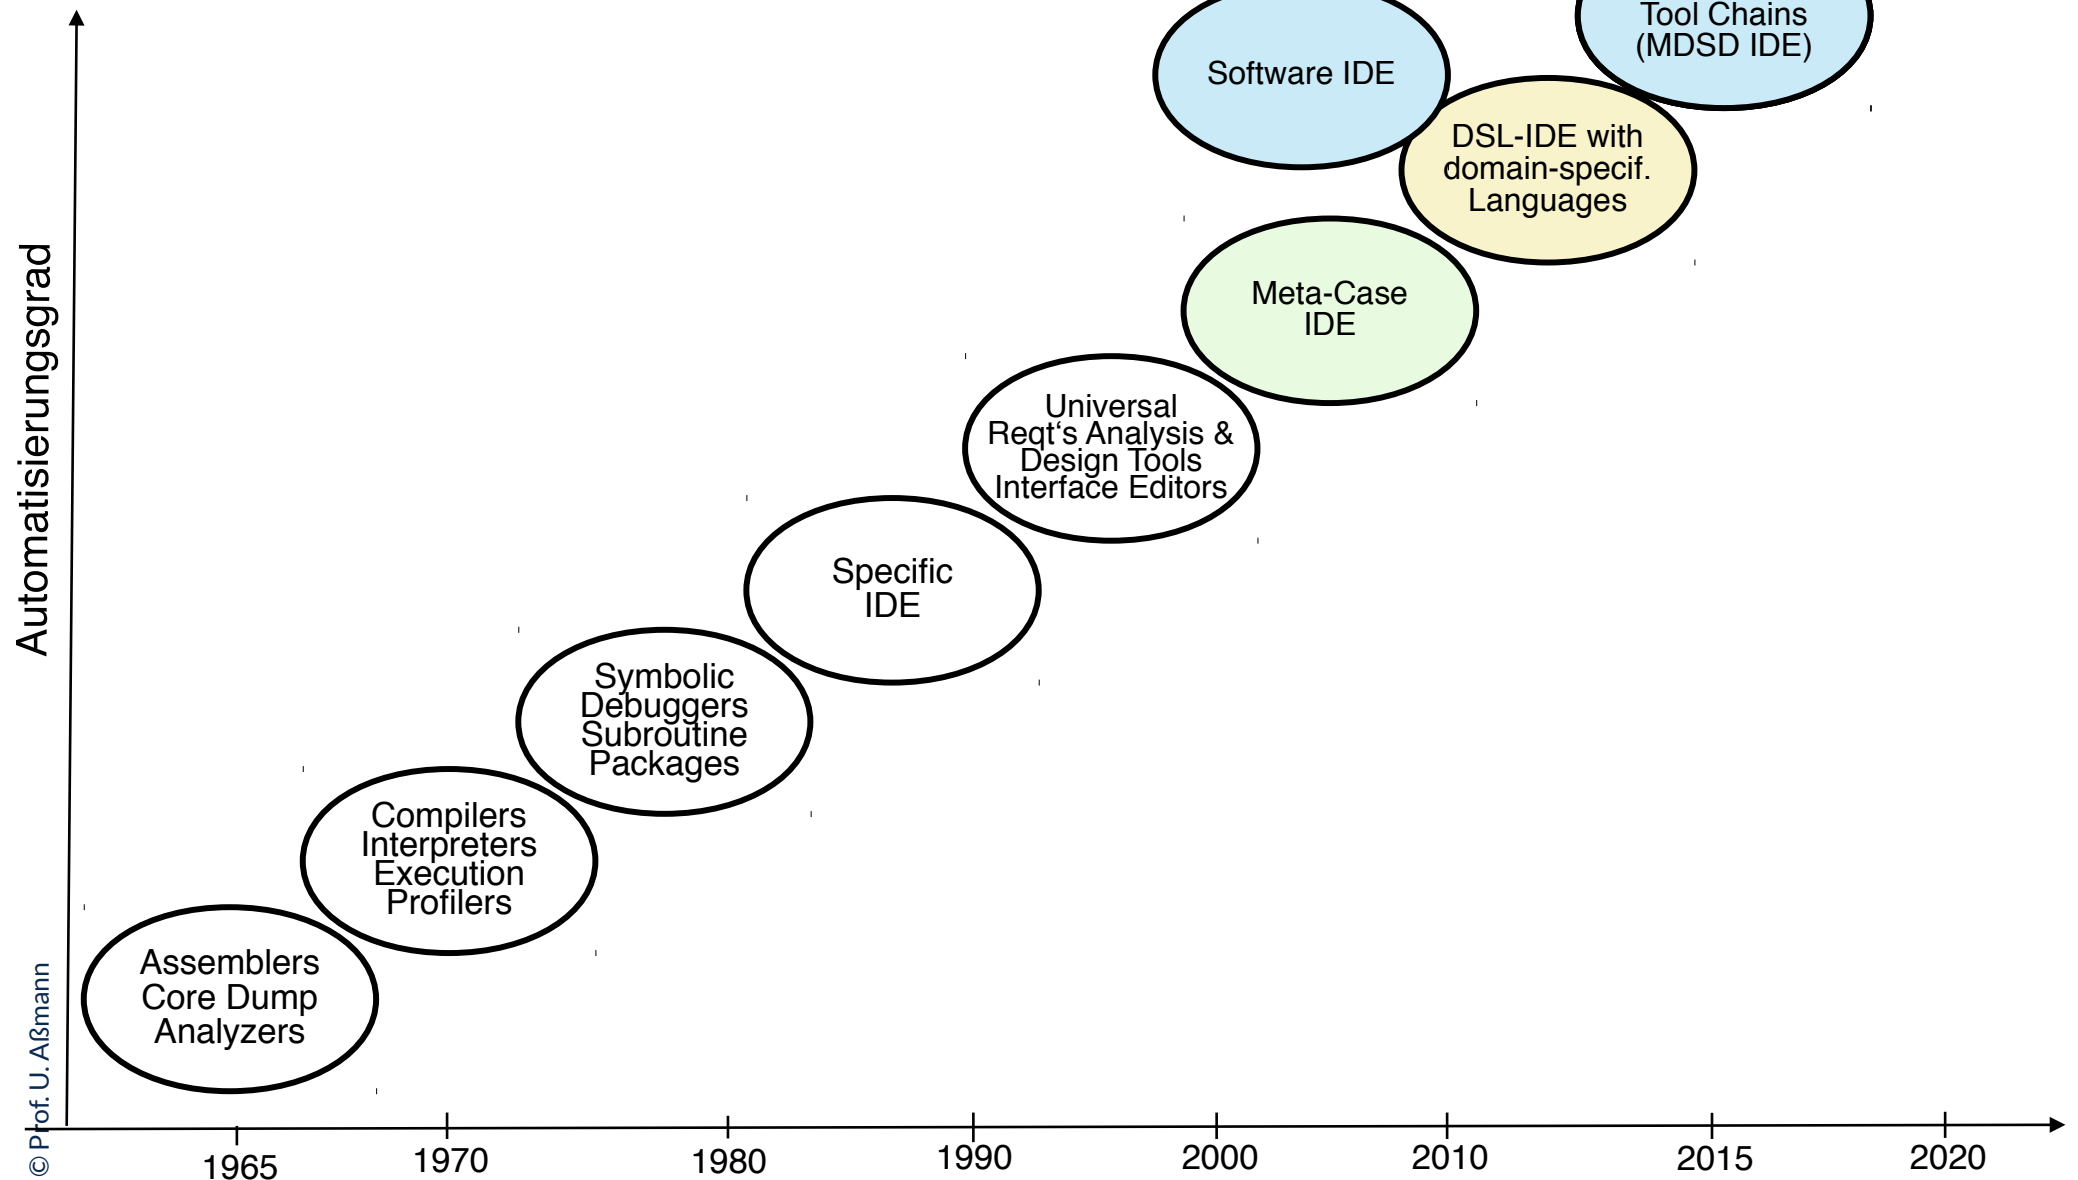 Tool Chains
(MDSD IDE)
Software IDE
DSL-IDE with
domain-specif.
Languages
Meta-Case
IDE
Universal
Reqt‘s Analysis &
Design Tools
Interface Editors
Specific
IDE
Symbolic
Debuggers
Subroutine
Packages
Compilers
Interpreters
Execution
Profilers
Assemblers
Core Dump
Analyzers
Automatisierungsgrad
© Prof. U. Aßmann
1965
1970
1980
1990
2000
2010
2015
2020